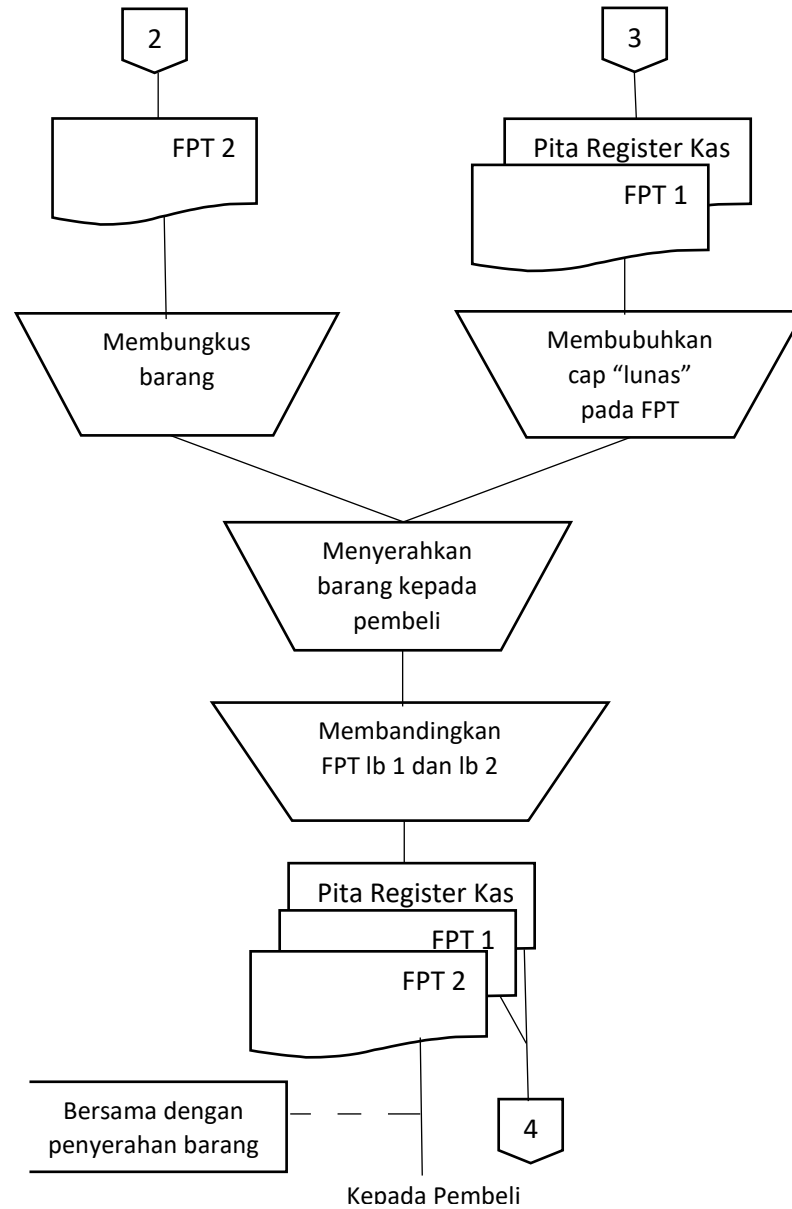 2
3
FPT 2
Pita Register Kas
FPT 1
Membungkus
barang
Membubuhkan
cap “lunas”
pada FPT
Menyerahkan
barang kepada
pembeli
Membandingkan
FPT lb 1 dan lb 2
Pita Register Kas
FPT 1
FPT 2
Bersama dengan
penyerahan barang
4
Kepada Pembeli